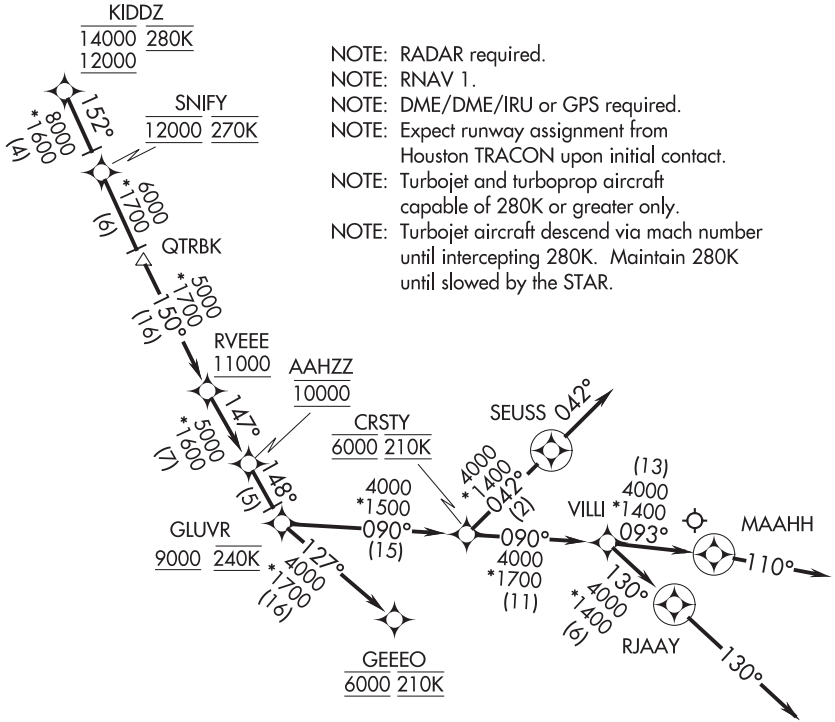 KIDDZ
14000 280K
12000
152°
8000
*1600
(4)
SNIFY
12000 270K
6000
*1700
(6)
QTRBK
5000
*1700
150°
(16)
RVEEE
11000
147°
5000
*1600
(7)
AAHZZ
10000
148°
(5)
GLUVR
9000 240K
127°
4000
*1700
(16)
GEEEO
6000 210K
4000
*1500
090°
(15)
CRSTY
6000 210K
4000
*1400
042°
(2)
SEUSS
042°
090°
4000
*1700
(11)
VILLI
(13)
4000
*1400
093°
MAAHH
110°
130°
4000
*1400
(6)
RJAAY
130°
NOTE: RADAR required.
NOTE: RNAV 1.
NOTE: DME/DME/IRU or GPS required.
NOTE: Expect runway assignment from
Houston TRACON upon initial contact.
NOTE: Turbojet and turboprop aircraft
capable of 280K or greater only.
NOTE: Turbojet aircraft descend via mach number
until intercepting 280K. Maintain 280K
until slowed by the STAR.